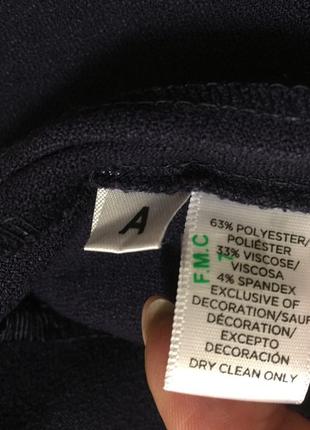 A
F.M.C
63% POLYESTER/
POLIÉSTER
33% VISCOSE/
VISCOSA
4% SPANDEX
EXCLUSIVE OF
DECORATION/SAUF
DÉCORATION/
EXCEPTO
DECORACIÓN
DRY CLEAN ONLY